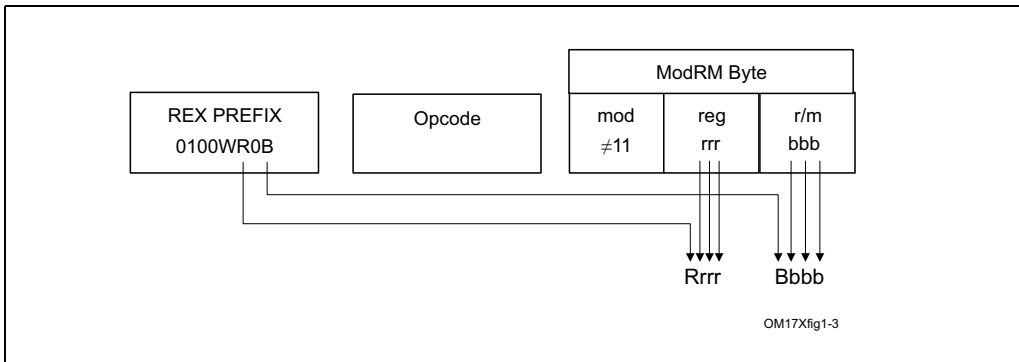 ModRM Byte
REX PREFIX
0100WR0B
Opcode
mod
≠11
reg
rrr
r/m
bbb
Rrrr
Bbbb
OM17Xfig1-3